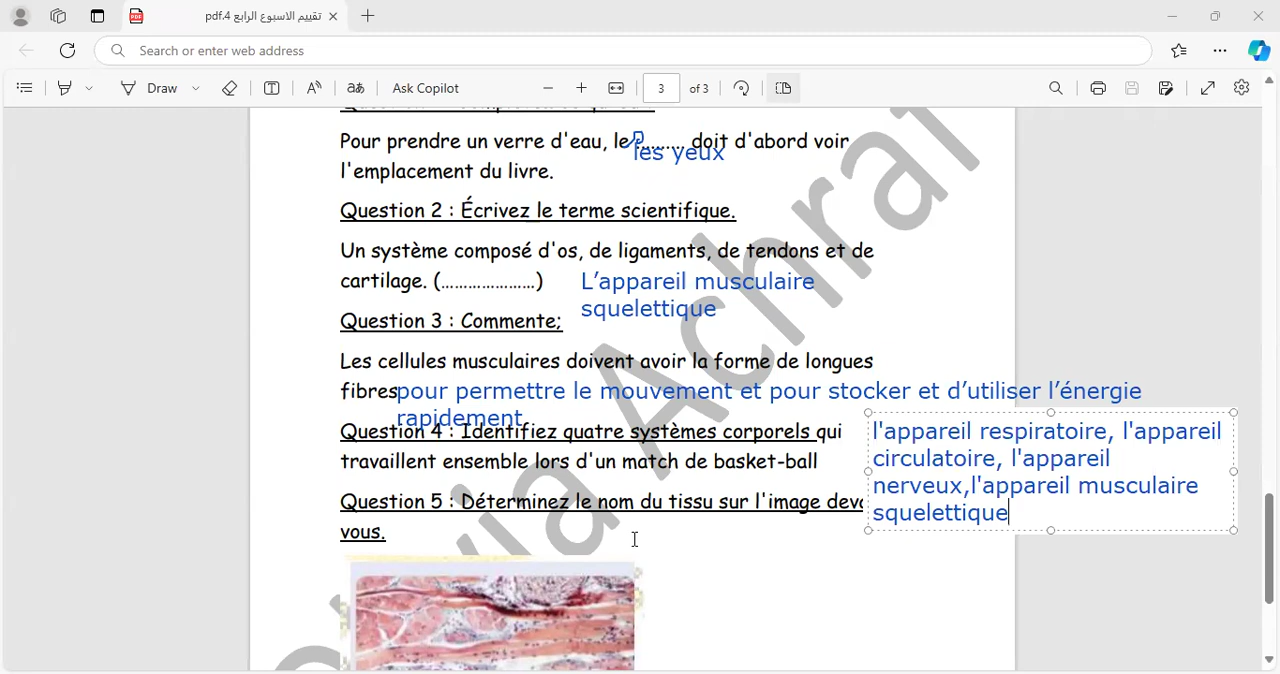 تقييم الاسبوع الرابع 4.pdf
Search or enter web address
Draw
Ask Copilot
3 of 3
Pour prendre un verre d'eau, le ......... doit d'abord voir
les yeux
l'emplacement du livre.
Question 2 : Écrivez le terme scientifique.
Un système composé d'os, de ligaments, de tendons et de
cartilage. (.....................)
L’appareil musculaire
squelettique
Question 3 : Commente;
Les cellules musculaires doivent avoir la forme de longues
fibres
pour permettre le mouvement et pour stocker et d’utiliser l’énergie
rapidement
Question 4 : Identifiez quatre systèmes corporels qui
travaillent ensemble lors d'un match de basket-ball
l'appareil respiratoire, l'appareil
circulatoire, l'appareil
nerveux,l'appareil musculaire
squelettique
Question 5 : Déterminez le nom du tissu sur l'image deva
vous.
via Achraf